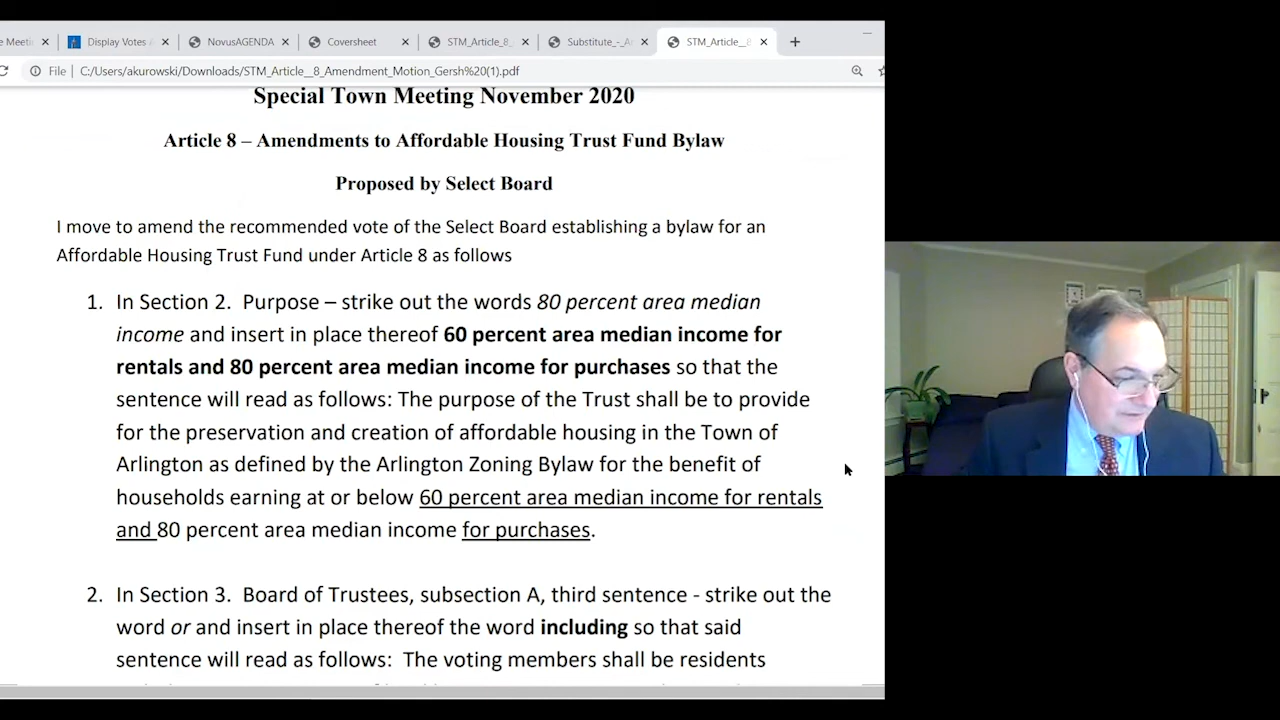 e Meeti
Display Votes
NovusAGENDA
Coversheet
STM_Article_8_
Substitute_-_A
STM_Article__8
File | C:/Users/akurowski/Downloads/STM_Article__8_Amendment_Motion_Gersh%20(1).pdf
Special Town Meeting November 2020
Article 8 – Amendments to Affordable Housing Trust Fund Bylaw
Proposed by Select Board
I move to amend the recommended vote of the Select Board establishing a bylaw for an
Affordable Housing Trust Fund under Article 8 as follows
1. In Section 2. Purpose – strike out the words 80 percent area median
income and insert in place thereof 60 percent area median income for
rentals and 80 percent area median income for purchases so that the
sentence will read as follows: The purpose of the Trust shall be to provide
for the preservation and creation of affordable housing in the Town of
Arlington as defined by the Arlington Zoning Bylaw for the benefit of
households earning at or below 60 percent area median income for rentals
and 80 percent area median income for purchases.
2. In Section 3. Board of Trustees, subsection A, third sentence - strike out the
word or and insert in place thereof the word including so that said
sentence will read as follows: The voting members shall be residents